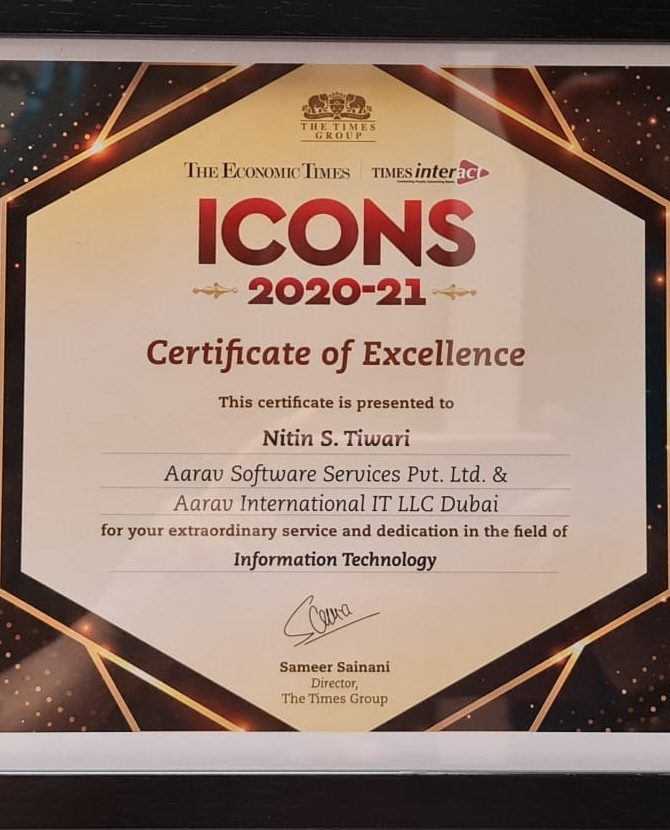 THE TIMES
GROUP
THE ECONOMIC TIMES TIMES interact
ICONS
2020-21
Certificate of Excellence
This certificate is presented to
Nitin S. Tiwari
Aarav Software Services Pvt. Ltd. &
Aarav International IT LLC Dubai
for your extraordinary service and dedication in the field of
Information Technology
Sameer Sainani
Director,
The Times Group